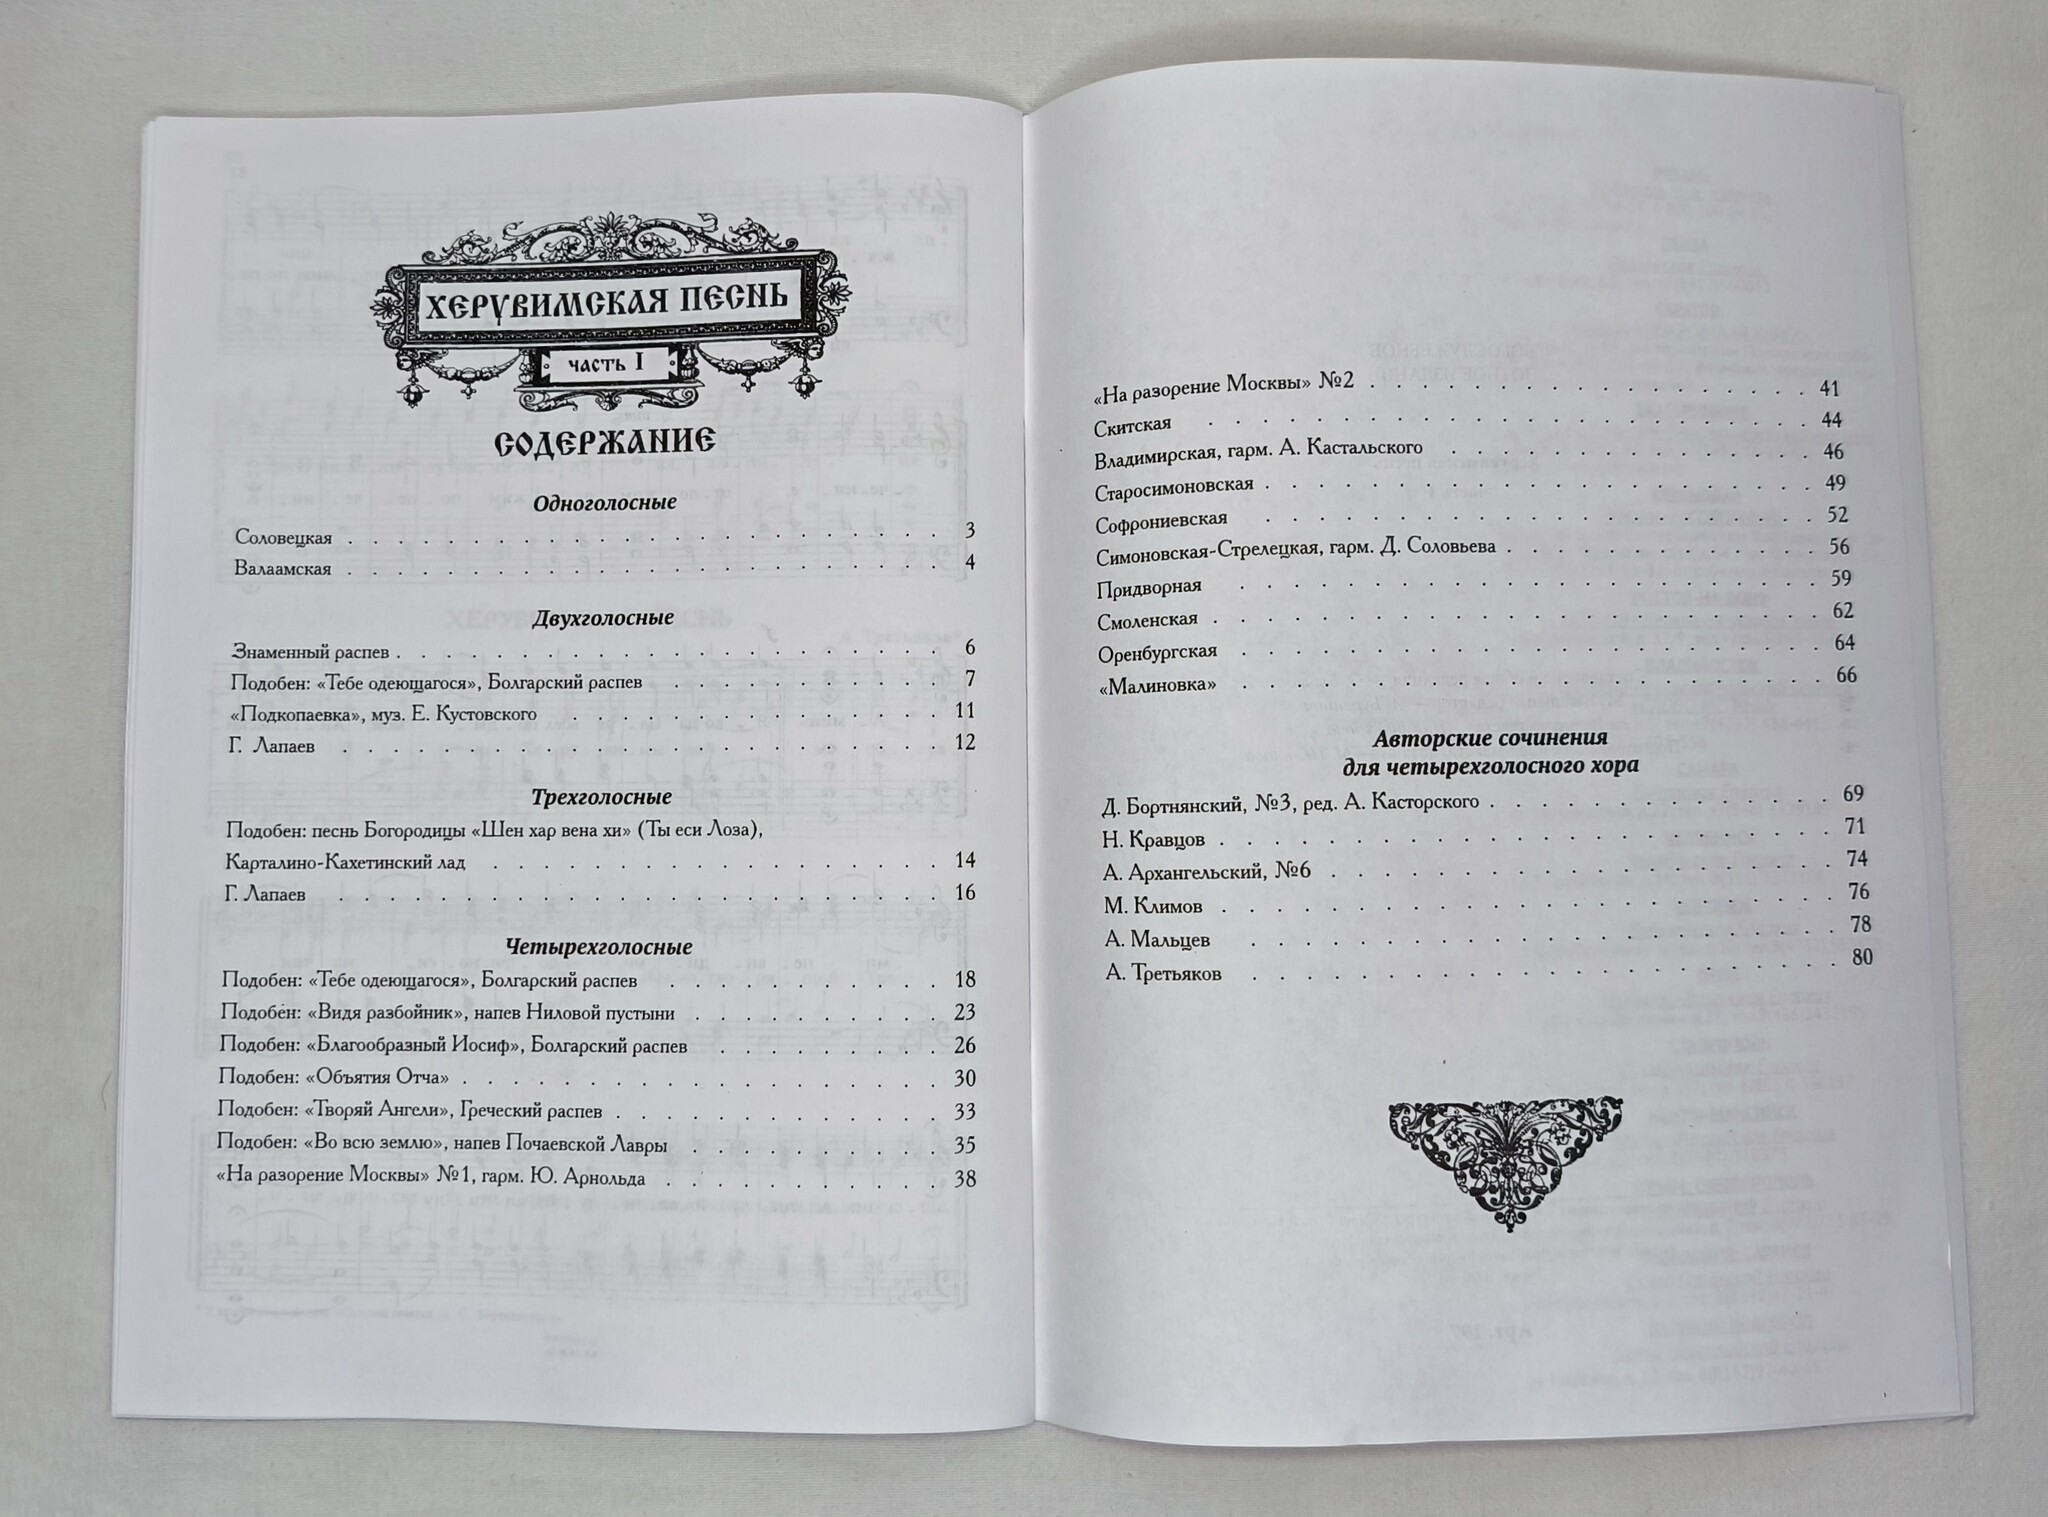 ХЕРУВИМСКАЯ ПЕСНЬ
часть I
СОДЕРЖАНИЕ
Одноголосные
Соловецкая . . . . . . . . . . . . . . . . . . . . . . 3
Валаамская . . . . . . . . . . . . . . . . . . . . . . 4
Двухголосные
Знаменный распев . . . . . . . . . . . . . . . . . . 6
Подобен: «Тебе одеющагося», Болгарский распев . . . . . . . . . . 7
«Подкопаевка», муз. Е. Кустовского . . . . . . . . . . . . . 11
Г. Лапаев . . . . . . . . . . . . . . . . . . . . . . 12
Трехголосные
Подобен: песнь Богородицы «Шен хар вена хи» (Ты еси Лоза),
Карталино-Кахетинский лад . . . . . . . . . . . . . . . . 14
Г. Лапаев . . . . . . . . . . . . . . . . . . . . . . 16
Четырехголосные
Подобен: «Тебе одеющагося», Болгарский распев . . . . . . . . . . 18
Подобен: «Видя разбойник», напев Ниловой пустыни . . . . . . . . . 23
Подобен: «Благообразный Иосиф», Болгарский распев . . . . . . . . 26
Подобен: «Объятия Отча» . . . . . . . . . . . . . . . . . 30
Подобен: «Творяй Ангели», Греческий распев . . . . . . . . . . . . 33
Подобен: «Во всю землю», напев Почаевской Лавры . . . . . . . . . 35
«На разорение Москвы» №1, гарм. Ю. Арнольда . . . . . . . . . . 38
«На разорение Москвы» №2 . . . . . . . . . . . . . . . . 41
Скитская . . . . . . . . . . . . . . . . . . . . . . 44
Владимирская, гарм. А. Кастальского . . . . . . . . . . . . . 46
Старосимоновская . . . . . . . . . . . . . . . . . . . . 49
Софрониевская . . . . . . . . . . . . . . . . . . . . 52
Симоновская-Стрелецкая, гарм. Д. Соловьева . . . . . . . . . . . 56
Придворная . . . . . . . . . . . . . . . . . . . . . 59
Смоленская . . . . . . . . . . . . . . . . . . . . . . 62
Оренбургская . . . . . . . . . . . . . . . . . . . . . 64
«Малиновка» . . . . . . . . . . . . . . . . . . . . . 66
Авторские сочинения
для четырехголосного хора
Д. Бортнянский, №3, ред. А. Касторского . . . . . . . . . . . . 69
Н. Кравцов . . . . . . . . . . . . . . . . . . . . . . 71
А. Архангельский, №6 . . . . . . . . . . . . . . . . . . 74
М. Климов . . . . . . . . . . . . . . . . . . . . . . 76
А. Мальцев . . . . . . . . . . . . . . . . . . . . . 78
А. Третьяков . . . . . . . . . . . . . . . . . . . . . 80